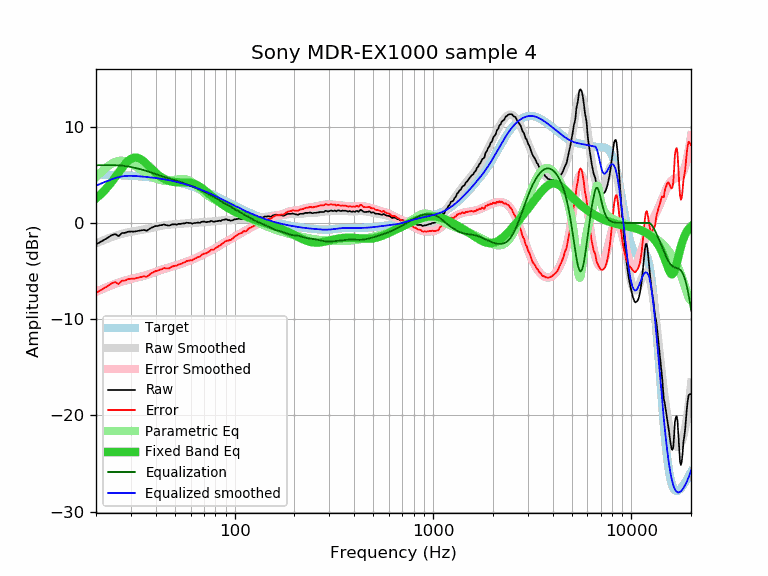 Sony MDR-EX1000 sample 4
Amplitude (dBr)
10
0
−10
−20
−30
Target
Raw Smoothed
Error Smoothed
Raw
Error
Parametric Eq
Fixed Band Eq
Equalization
Equalized smoothed
100 1000 10000
Frequency (Hz)